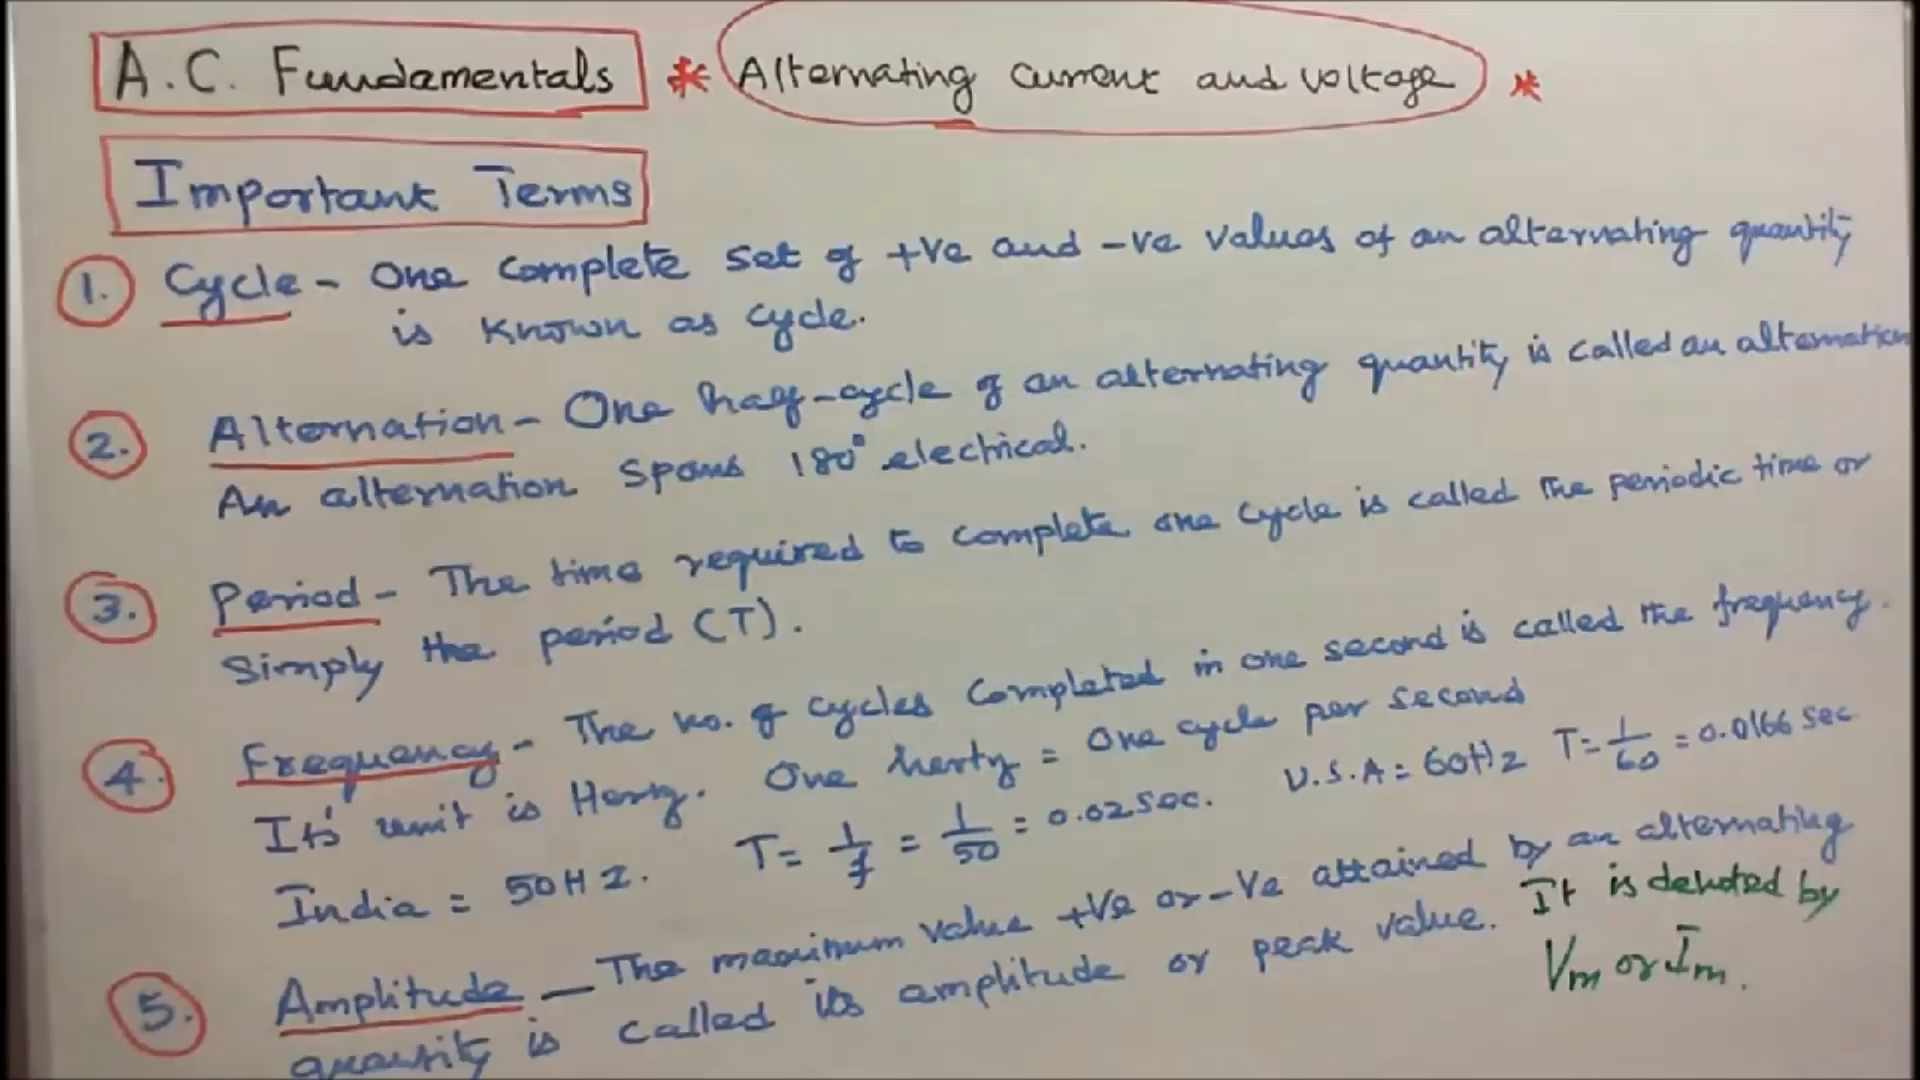 A.C. Fundamentals * Alternating current and voltage *
Important Terms
1. Cycle - One complete set of +ve and -ve values of an alternating quantity
is known as cycle.
2. Alternation - One half-cycle of an alternating quantity is called an alternation
An alternation spans 180° electrical.
3. Period - The time required to complete one cycle is called the periodic time or
simply the period (T).
4. Frequency - The no. of cycles completed in one second is called the frequency.
It's unit is Hertz. One hertz = One cycle per second
India = 50HZ. T = 1/f = 1/50 = 0.02 sec. U.S.A = 60Hz T = 1/60 = 0.0166 sec
5. Amplitude - The maximum value +ve or -ve attained by an alternating
quantity is called its amplitude or peak value. It is denoted by
Vm or Im.